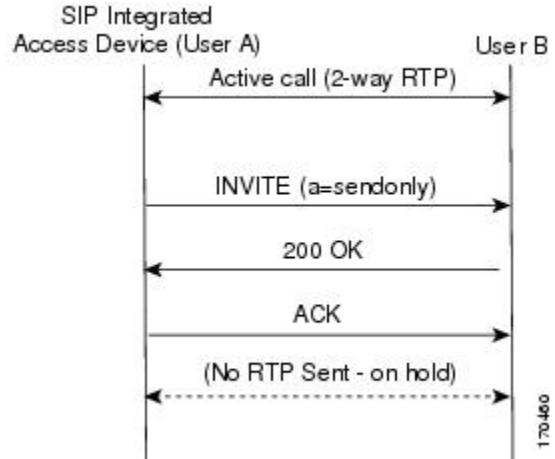 SIP Integrated
Access Device (User A)
User B
Active call (2-way RTP)
INVITE (a=sendonly)
200 OK
ACK
(No RTP Sent - on hold)
170460